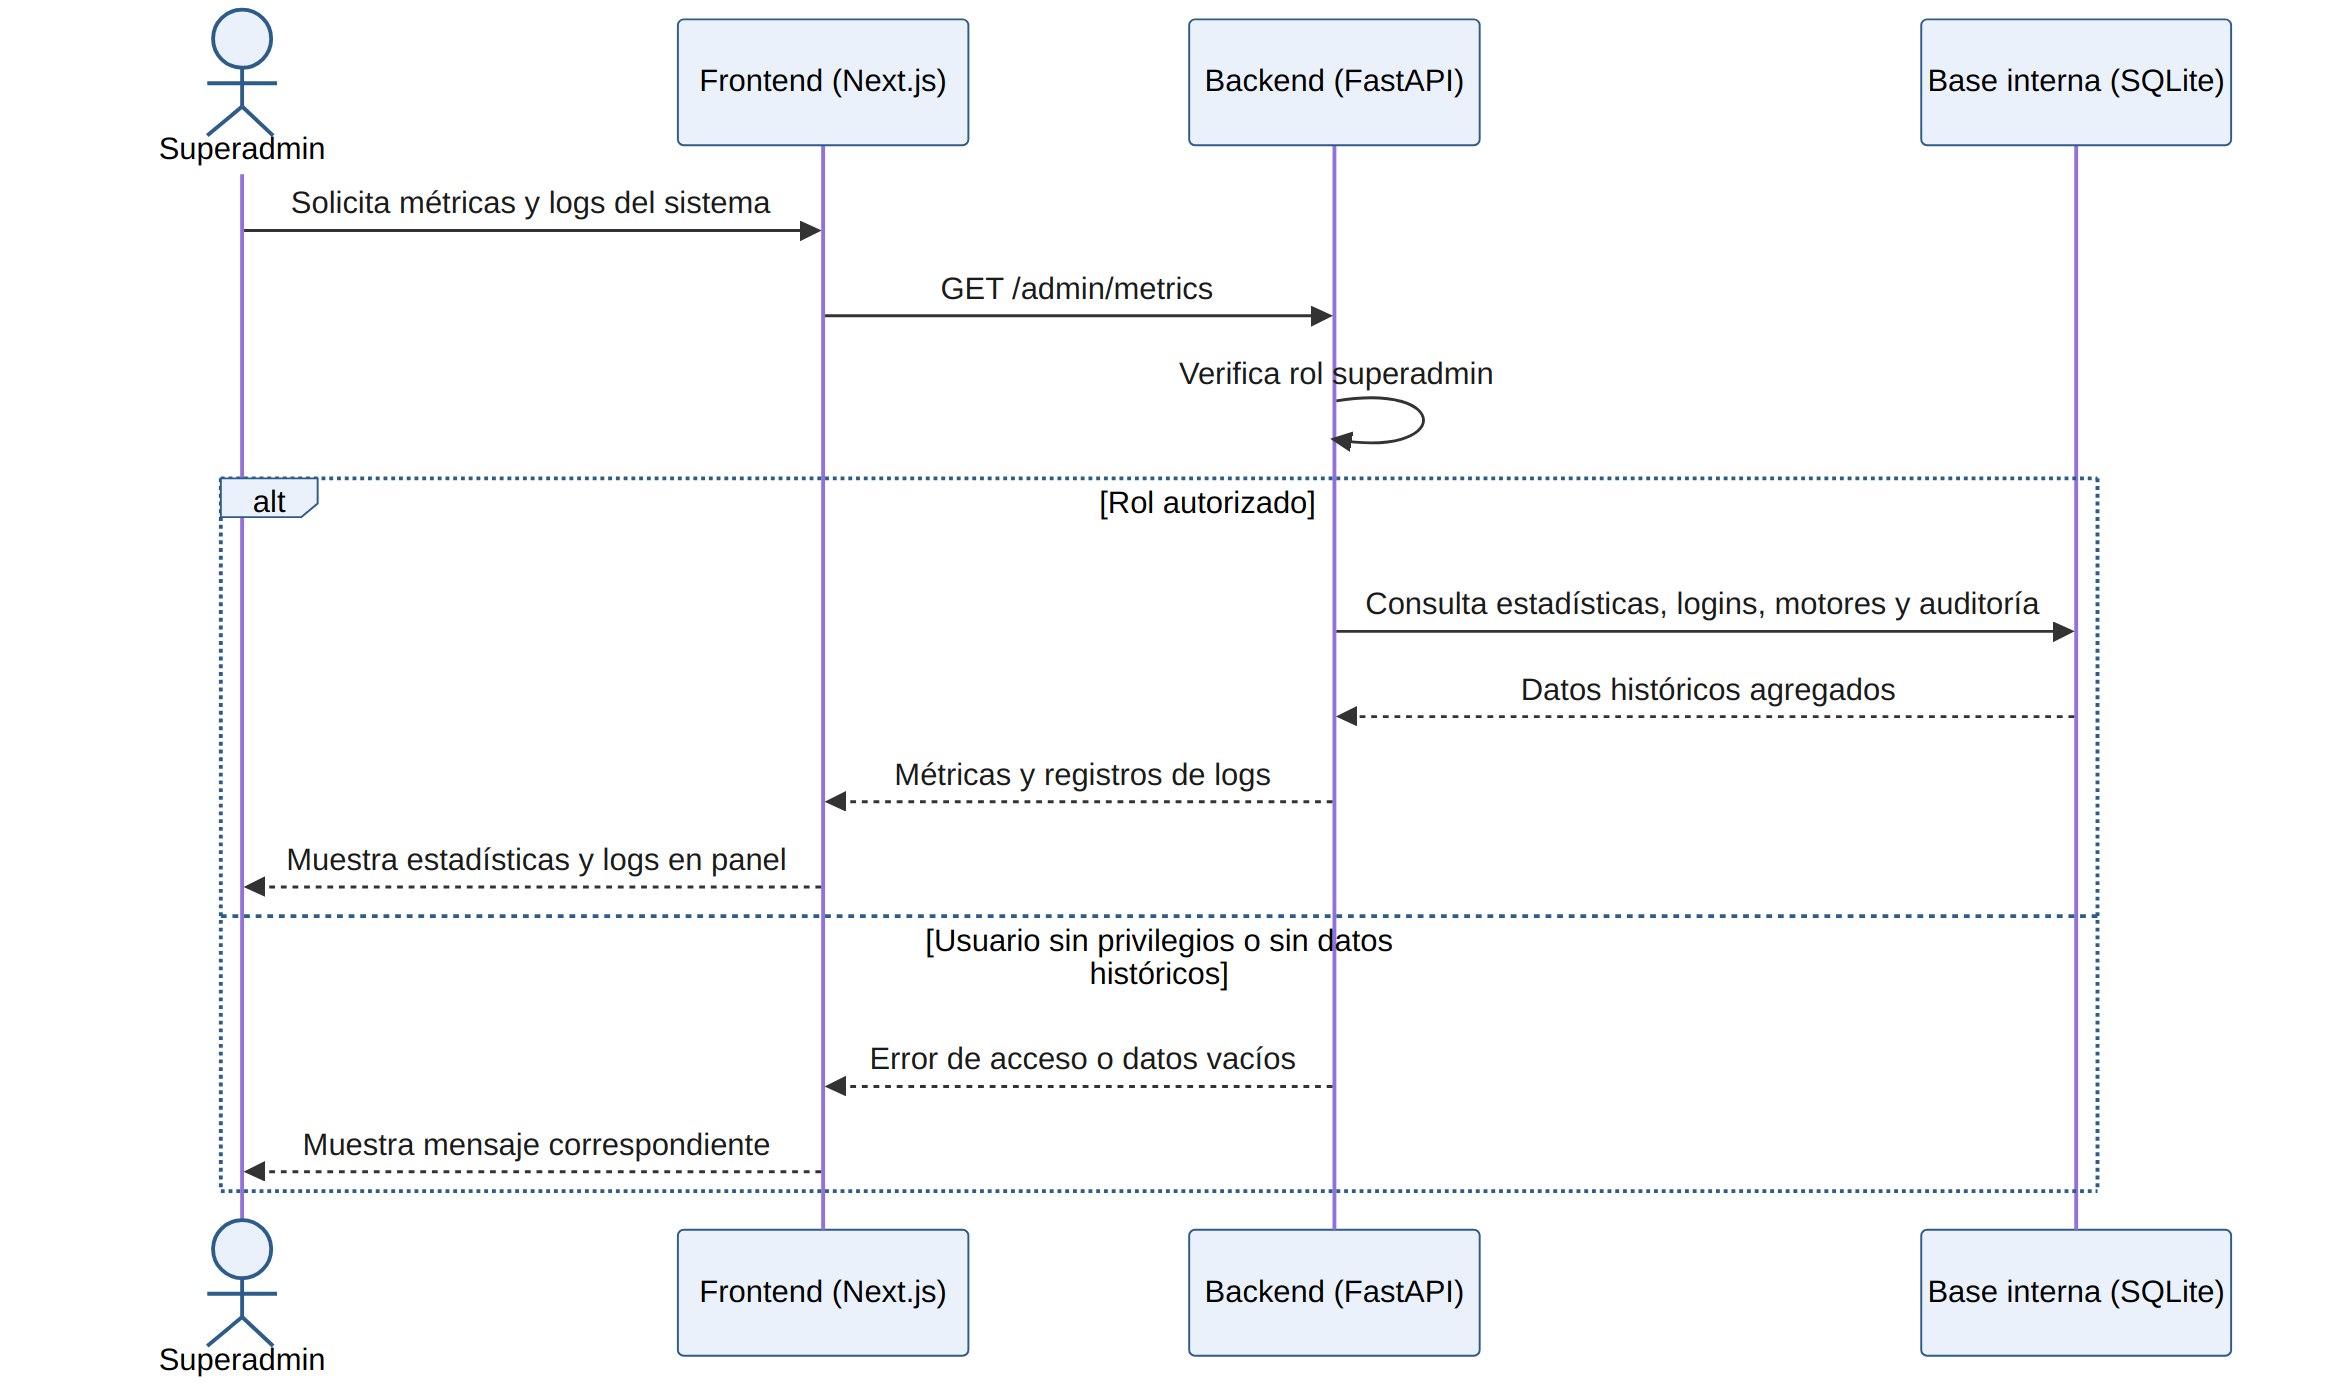 Superadmin
Frontend (Next.js)
Backend (FastAPI)
Base interna (SQLite)
Solicita métricas y logs del sistema
GET /admin/metrics
Verifica rol superadmin
alt
[Rol autorizado]
Consulta estadísticas, logins, motores y auditoría
Datos históricos agregados
Métricas y registros de logs
Muestra estadísticas y logs en panel
[Usuario sin privilegios o sin datos
históricos]
Error de acceso o datos vacíos
Muestra mensaje correspondiente
Superadmin
Frontend (Next.js)
Backend (FastAPI)
Base interna (SQLite)